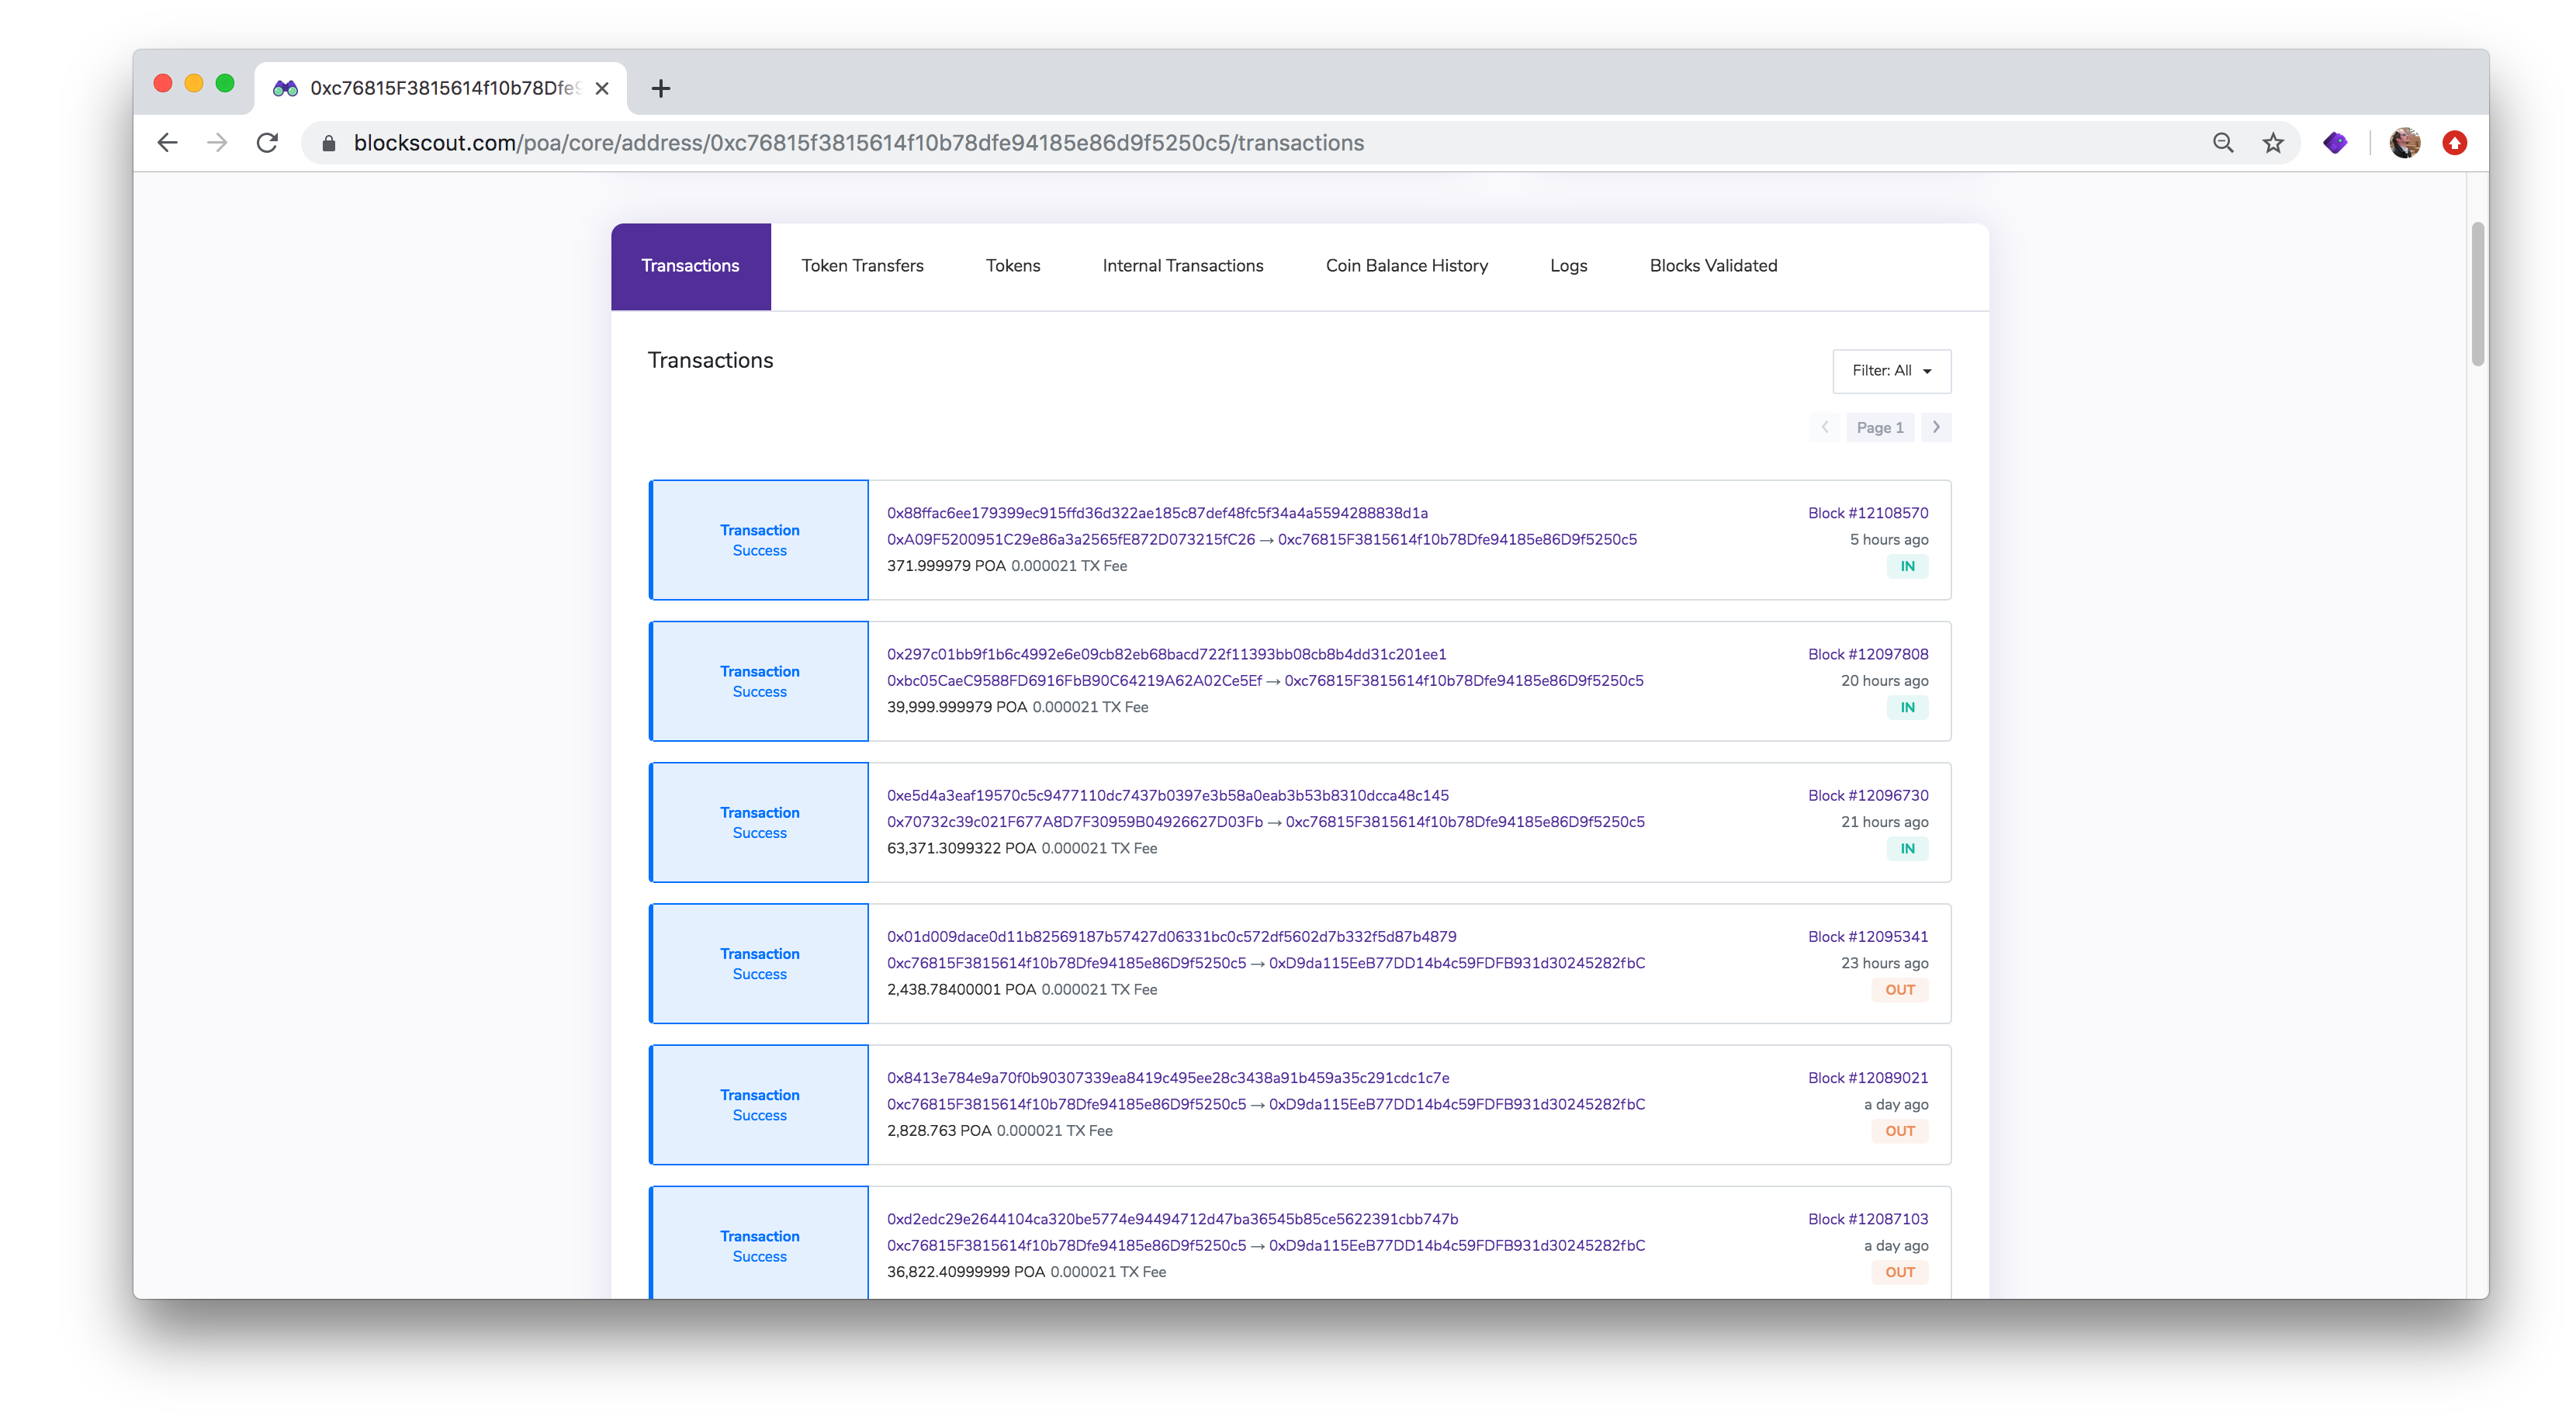 0xc76815F3815614f10b78Dfe9
blockscout.com/poa/core/address/0xc76815f3815614f10b78dfe94185e86d9f5250c5/transactions
Transactions Token Transfers Tokens Internal Transactions Coin Balance History Logs Blocks Validated
Transactions
Filter: All
Page 1
Transaction
Success
0x88ffac6ee179399ec915ffd36d322ae185c87def48fc5f34a4a5594288838d1a
0xA09F5200951C29e86a3a2565fE872D073215fC26 → 0xc76815F3815614f10b78Dfe94185e86D9f5250c5
371.999979 POA 0.000021 TX Fee
Block #12108570
5 hours ago
IN
Transaction
Success
0x297c01bb9f1b6c4992e6e09cb82eb68bacd722f11393bb08cb8b4dd31c201ee1
0xbc05CaeC9588FD6916FbB90C64219A62A02Ce5Ef → 0xc76815F3815614f10b78Dfe94185e86D9f5250c5
39,999.999979 POA 0.000021 TX Fee
Block #12097808
20 hours ago
IN
Transaction
Success
0xe5d4a3eaf19570c5c9477110dc7437b0397e3b58a0eab3b53b8310dcca48c145
0x70732c39c021F677A8D7F30959B04926627D03Fb → 0xc76815F3815614f10b78Dfe94185e86D9f5250c5
63,371.3099322 POA 0.000021 TX Fee
Block #12096730
21 hours ago
IN
Transaction
Success
0x01d009dace0d11b82569187b57427d06331bc0c572df5602d7b332f5d87b4879
0xc76815F3815614f10b78Dfe94185e86D9f5250c5 → 0xD9da115EeB77DD14b4c59FDFB931d30245282fbC
2,438.78400001 POA 0.000021 TX Fee
Block #12095341
23 hours ago
OUT
Transaction
Success
0x8413e784e9a70f0b90307339ea8419c495ee28c3438a91b459a35c291cdc1c7e
0xc76815F3815614f10b78Dfe94185e86D9f5250c5 → 0xD9da115EeB77DD14b4c59FDFB931d30245282fbC
2,828.763 POA 0.000021 TX Fee
Block #12089021
a day ago
OUT
Transaction
Success
0xd2edc29e2644104ca320be5774e94494712d47ba36545b85ce5622391cbb747b
0xc76815F3815614f10b78Dfe94185e86D9f5250c5 → 0xD9da115EeB77DD14b4c59FDFB931d30245282fbC
36,822.40999999 POA 0.000021 TX Fee
Block #12087103
a day ago
OUT